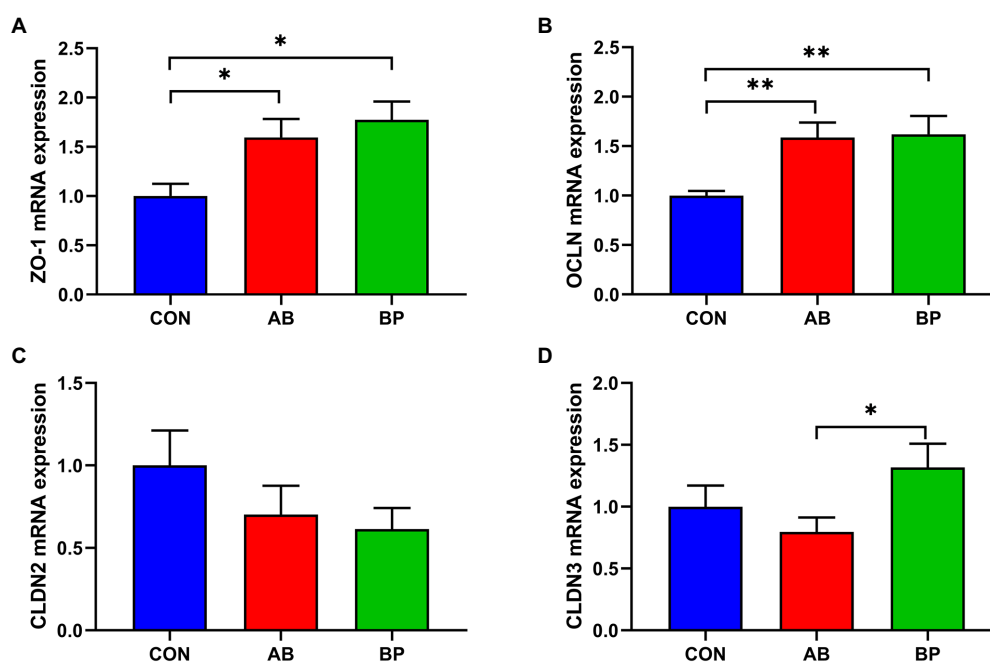 A
ZO-1 mRNA expression
2.5
2.0
1.5
1.0
0.5
0.0
*
*
CON AB BP
B
OCLN mRNA expression
2.5
2.0
1.5
1.0
0.5
0.0
**
**
CON AB BP
C
CLDN2 mRNA expression
1.5
1.0
0.5
0.0
CON AB BP
D
CLDN3 mRNA expression
2.0
1.5
1.0
0.5
0.0
*
CON AB BP